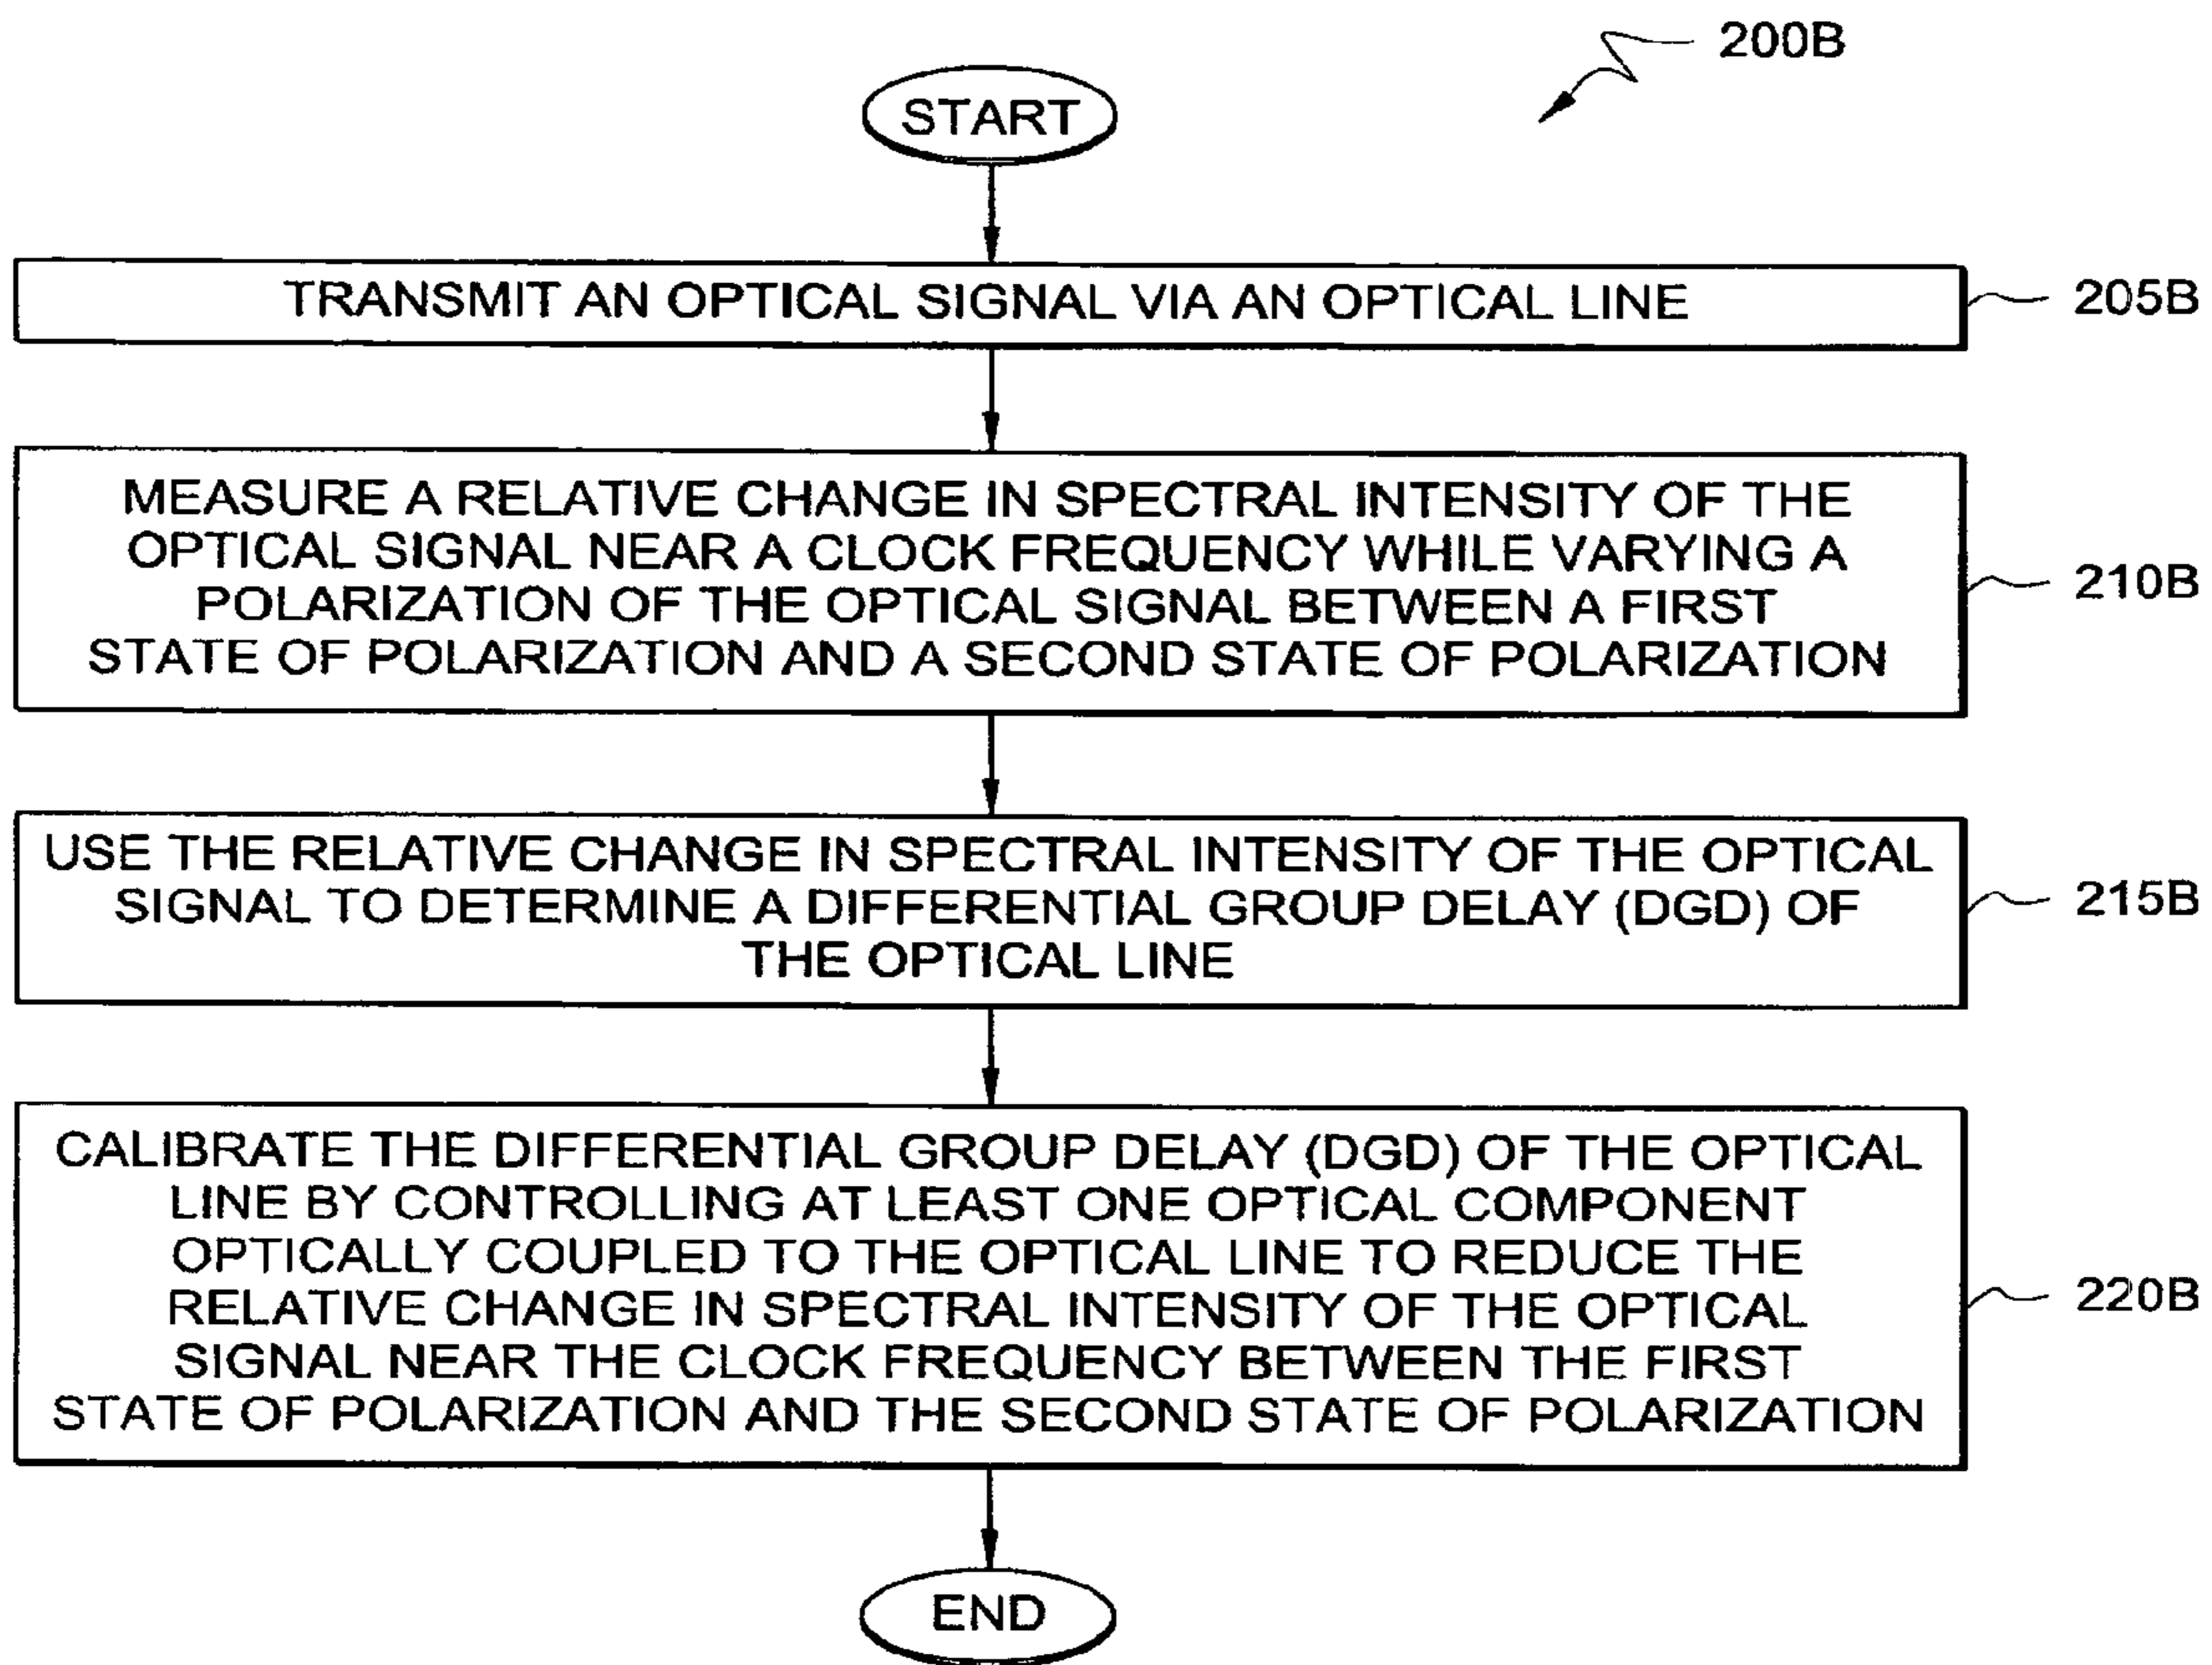 200B
START
TRANSMIT AN OPTICAL SIGNAL VIA AN OPTICAL LINE
205B
MEASURE A RELATIVE CHANGE IN SPECTRAL INTENSITY OF THE
OPTICAL SIGNAL NEAR A CLOCK FREQUENCY WHILE VARYING A
POLARIZATION OF THE OPTICAL SIGNAL BETWEEN A FIRST
STATE OF POLARIZATION AND A SECOND STATE OF POLARIZATION
210B
USE THE RELATIVE CHANGE IN SPECTRAL INTENSITY OF THE OPTICAL
SIGNAL TO DETERMINE A DIFFERENTIAL GROUP DELAY (DGD) OF
THE OPTICAL LINE
215B
CALIBRATE THE DIFFERENTIAL GROUP DELAY (DGD) OF THE OPTICAL
LINE BY CONTROLLING AT LEAST ONE OPTICAL COMPONENT
OPTICALLY COUPLED TO THE OPTICAL LINE TO REDUCE THE
RELATIVE CHANGE IN SPECTRAL INTENSITY OF THE OPTICAL
SIGNAL NEAR THE CLOCK FREQUENCY BETWEEN THE FIRST
STATE OF POLARIZATION AND THE SECOND STATE OF POLARIZATION
220B
END